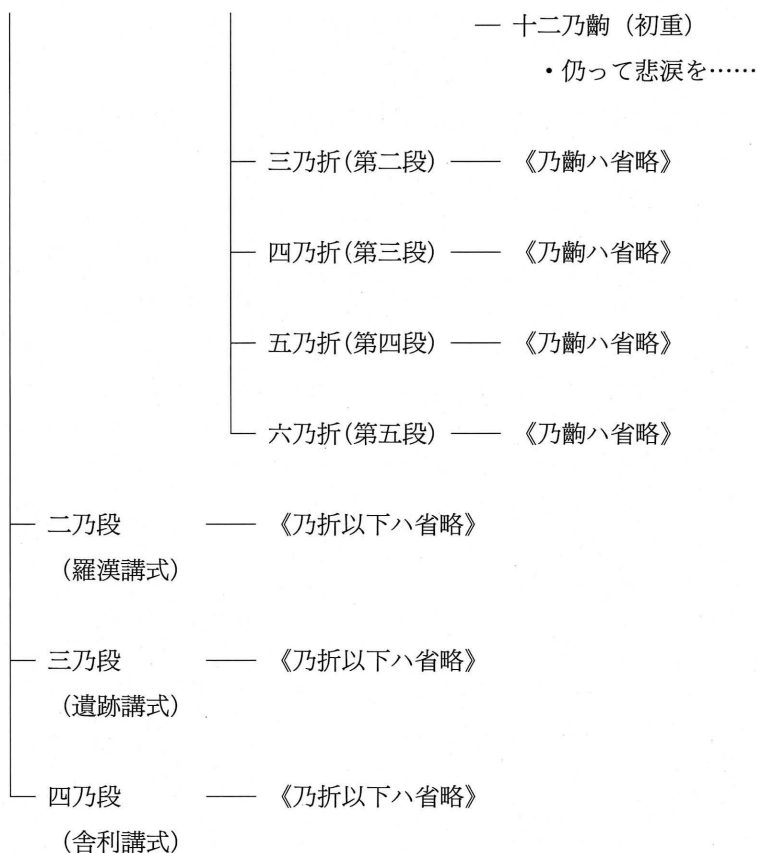 十二乃齣（初重）
・仍って悲涙を……
三乃折（第二段） 《乃齣ハ省略》
四乃折（第三段） 《乃齣ハ省略》
五乃折（第四段） 《乃齣ハ省略》
六乃折（第五段） 《乃齣ハ省略》
二乃段 《乃折以下ハ省略》
（羅漢講式）
三乃段 《乃折以下ハ省略》
（遺跡講式）
四乃段 《乃折以下ハ省略》
（舎利講式）